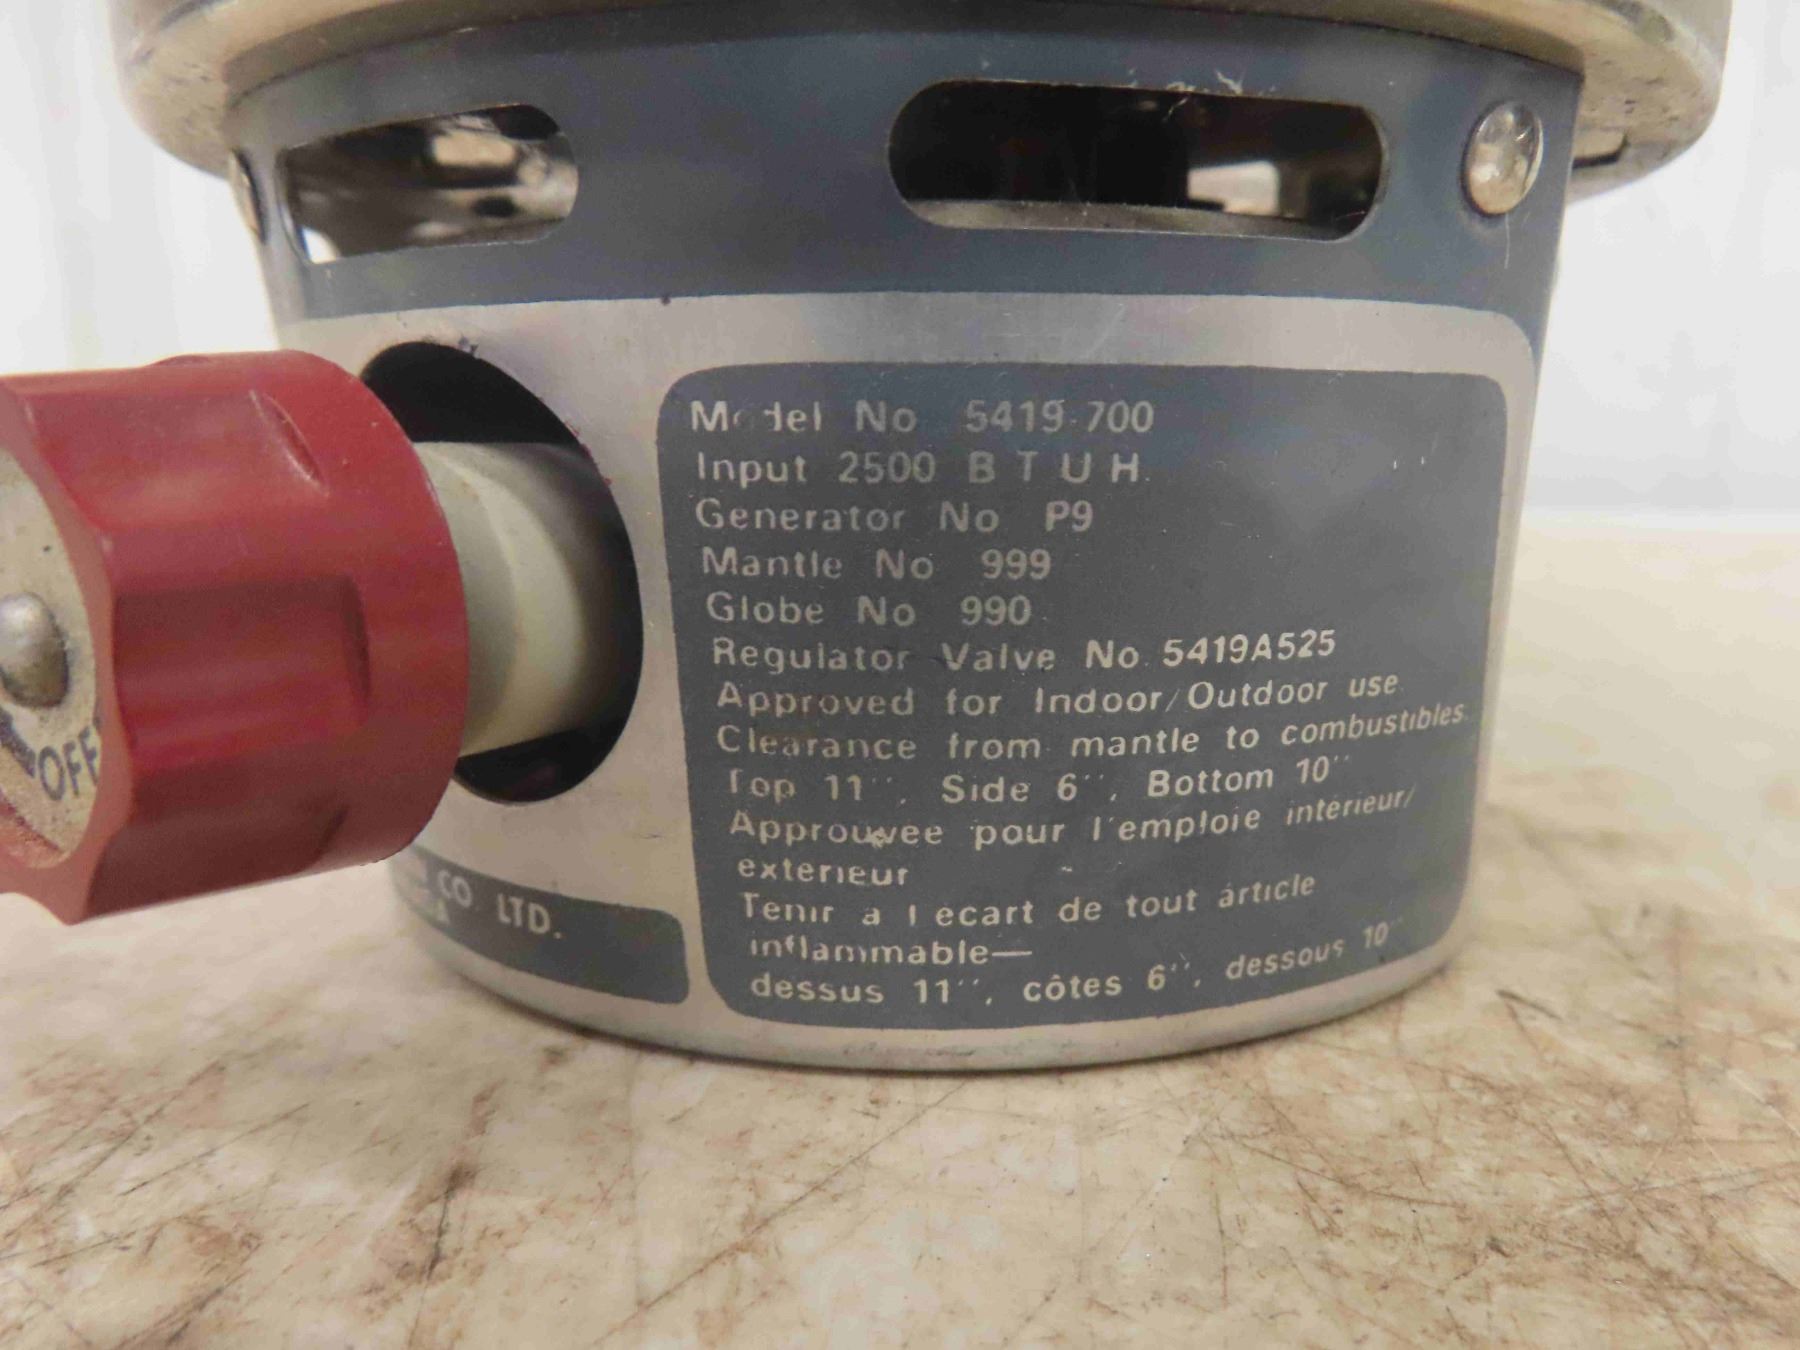 Model No 5419-700
Input 2500 B T U H.
Generator No P9
Mantle No 999
Globe No 990
Regulator Valve No. 5419A525
Approved for Indoor/Outdoor use
Clearance from mantle to combustibles.
Top 11'', Side 6'', Bottom 10''
Approuvee pour l'emploie intérieur/
exterieur
Tenir a l ecart de tout article
inflammable—
dessus 11'', côtes 6'', dessous 10''
OFF
CO LTD.